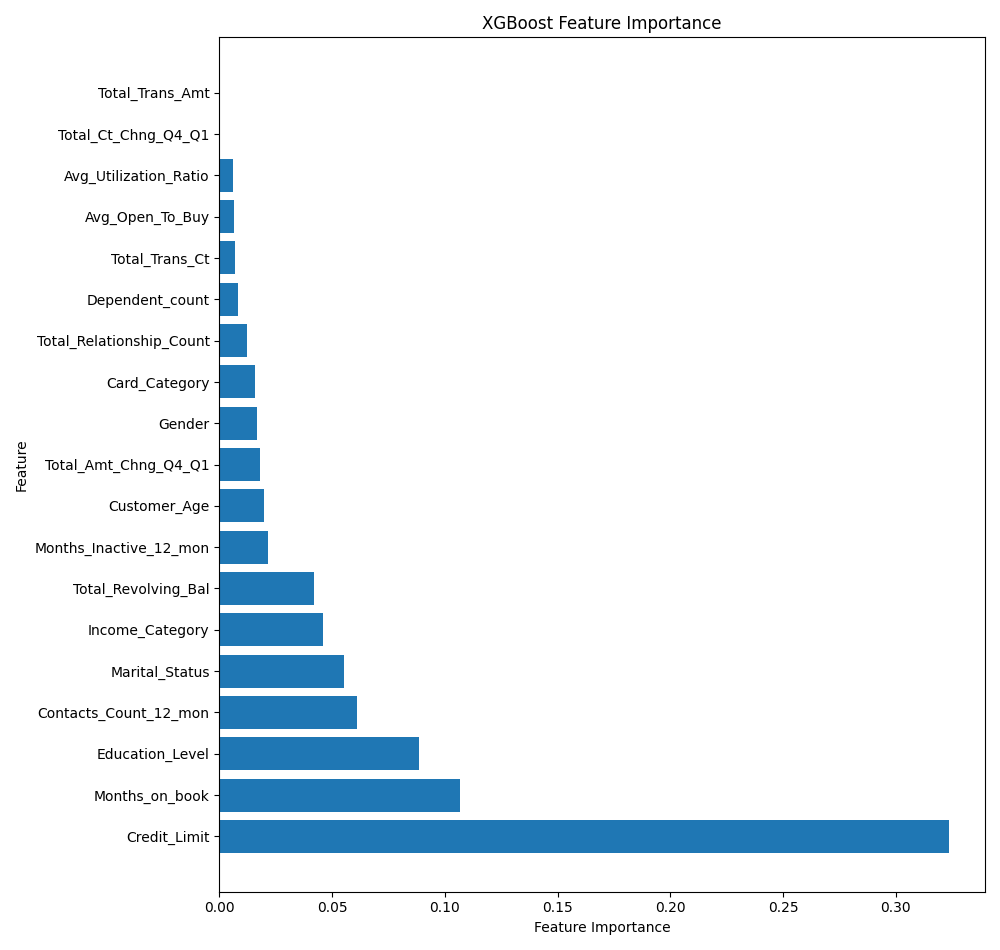 XGBoost Feature Importance
Total_Trans_Amt
Total_Ct_Chng_Q4_Q1
Avg_Utilization_Ratio
Avg_Open_To_Buy
Total_Trans_Ct
Dependent_count
Total_Relationship_Count
Card_Category
Gender
Total_Amt_Chng_Q4_Q1
Customer_Age
Months_Inactive_12_mon
Total_Revolving_Bal
Income_Category
Marital_Status
Contacts_Count_12_mon
Education_Level
Months_on_book
Credit_Limit
Feature
0.00 0.05 0.10 0.15 0.20 0.25 0.30
Feature Importance